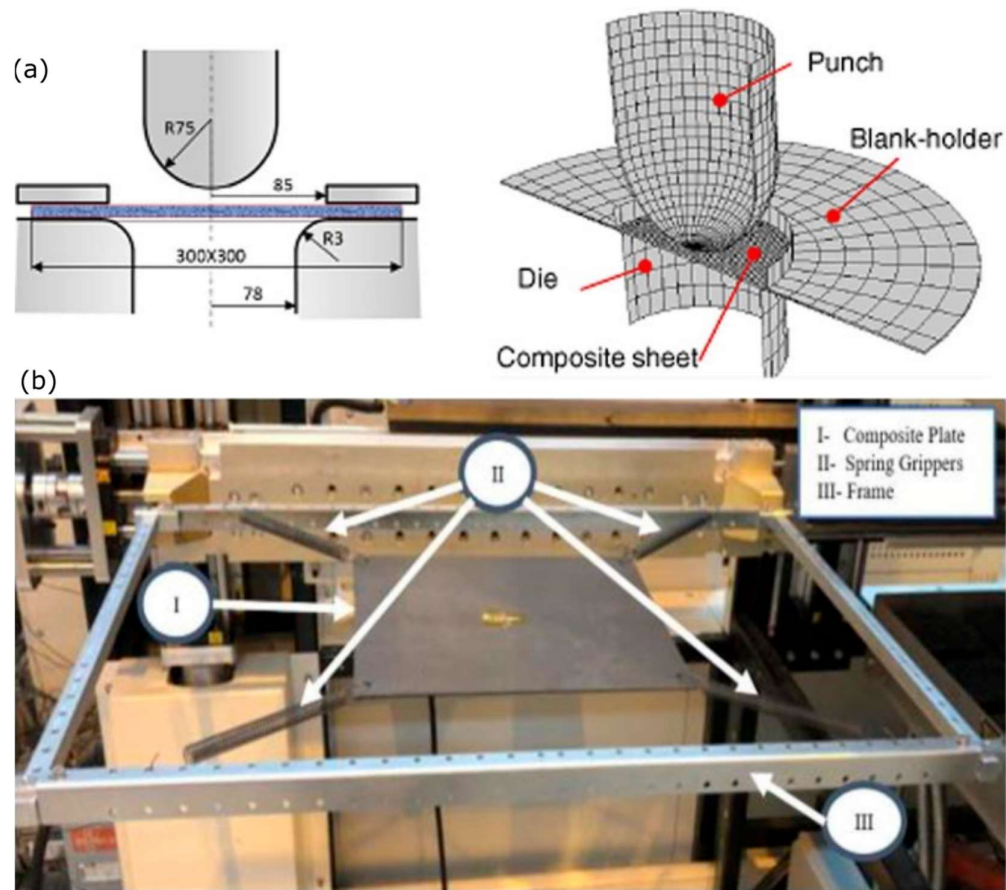 (a)
R75
85
R3
300X300
78
Punch
Blank-holder
Die
Composite sheet
(b)
I- Composite Plate
II- Spring Grippers
III- Frame
II
I
III